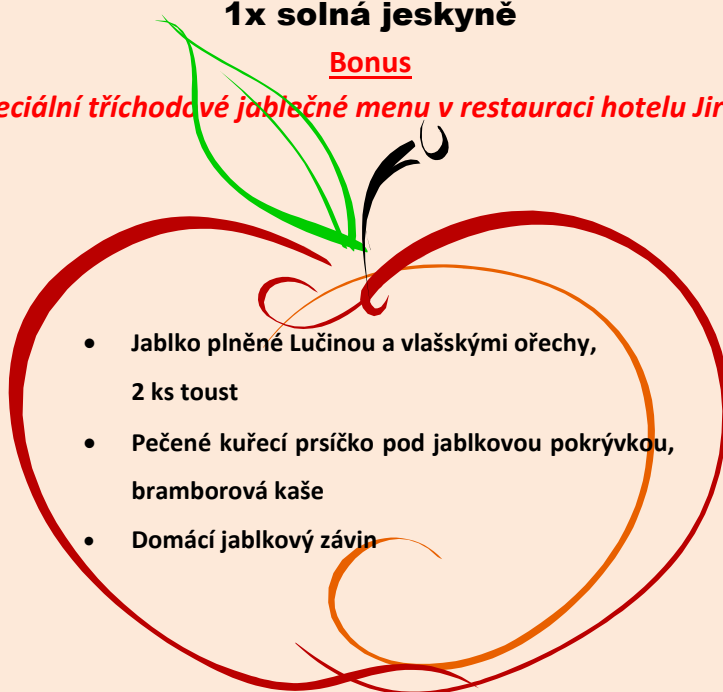 1x solná jeskyně
Bonus
eciální tříchodové jablečné menu v restauraci hotelu Jir
• Jablko plněné Lučinou a vlašskými ořechy,
2 ks toust
• Pečené kuřecí prsíčko pod jablkovou pokrývkou,
bramborová kaše
• Domácí jablkový závin